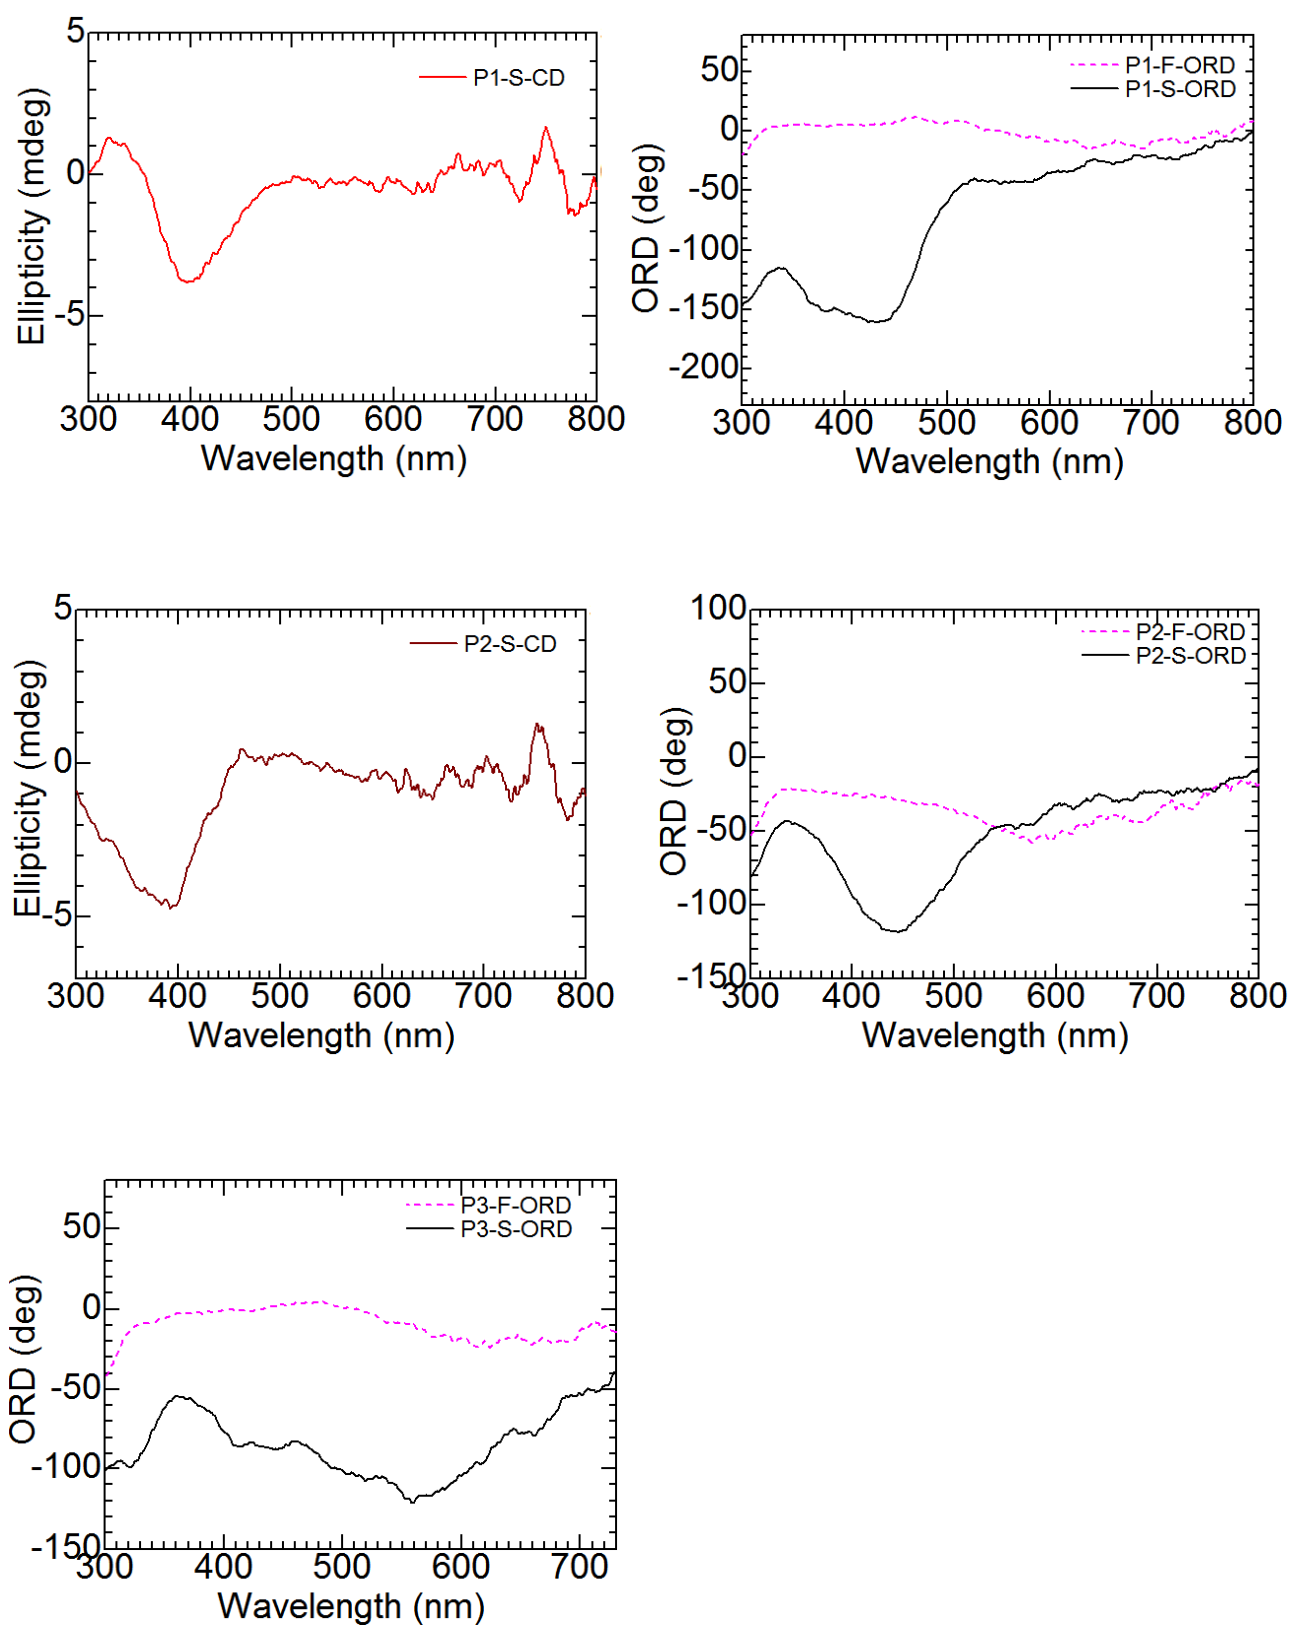 5
0
-5
Ellipticity (mdeg)
P1-S-CD
300 400 500 600 700 800
Wavelength (nm)
50
0
-50
-100
-150
-200
ORD (deg)
P1-F-ORD
P1-S-ORD
300 400 500 600 700 800
Wavelength (nm)
5
0
-5
Ellipticity (mdeg)
P2-S-CD
300 400 500 600 700 800
Wavelength (nm)
100
50
0
-50
-100
-150
ORD (deg)
P2-F-ORD
P2-S-ORD
300 400 500 600 700 800
Wavelength (nm)
50
0
-50
-100
-150
ORD (deg)
P3-F-ORD
P3-S-ORD
300 400 500 600 700
Wavelength (nm)